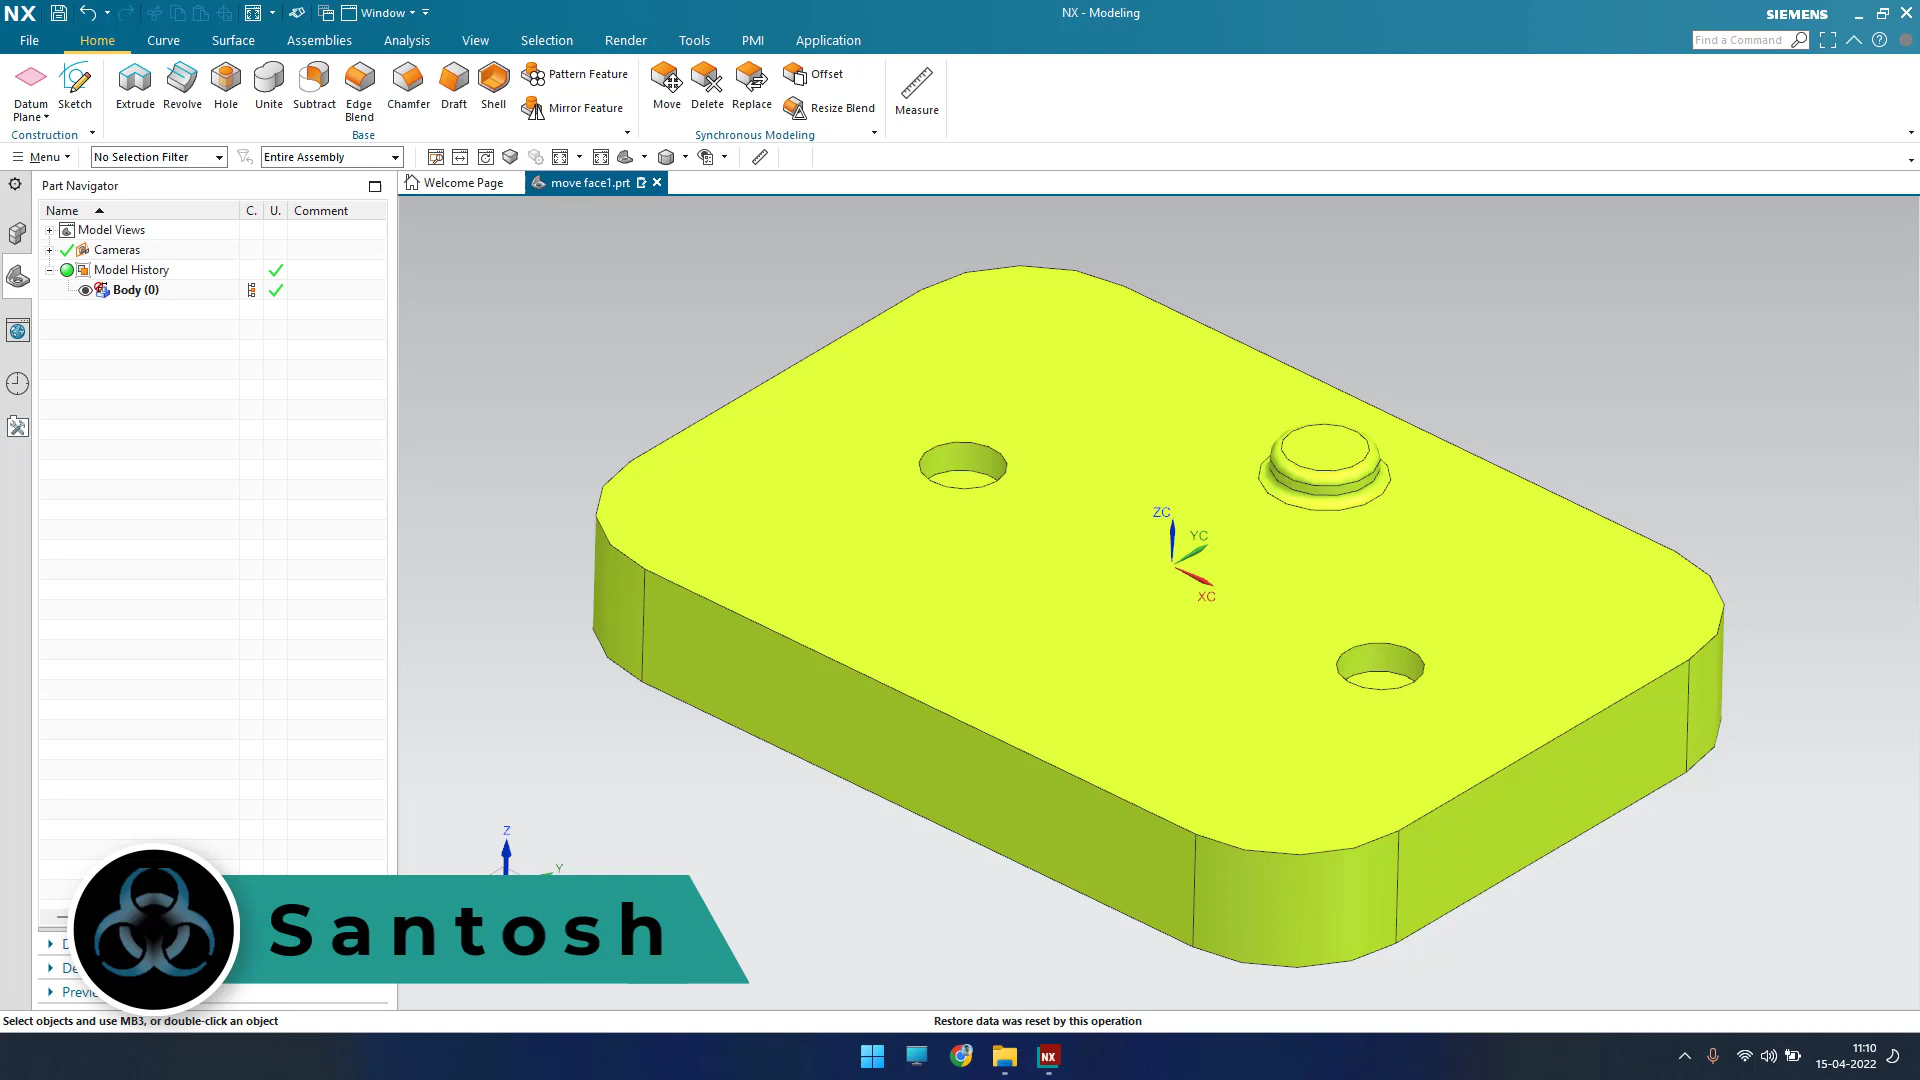 NX
Window
NX - Modeling
SIEMENS
File
Home
Curve
Surface
Assemblies
Analysis
View
Selection
Render
Tools
PMI
Application
Find a Command
Datum
Plane
Sketch
Extrude
Revolve
Hole
Unite
Subtract
Edge
Blend
Chamfer
Draft
Shell
Pattern Feature
Mirror Feature
Move
Delete
Replace
Offset
Resize Blend
Measure
Construction
Base
Synchronous Modeling
Menu
No Selection Filter
Entire Assembly
Part Navigator
Welcome Page
move face1.prt
Name
C.
U.
Comment
Model Views
Cameras
Model History
Body (0)
ZC
YC
XC
Z
Y
Santosh
Select objects and use MB3, or double-click an object
Restore data was reset by this operation
NX
11:10
15-04-2022